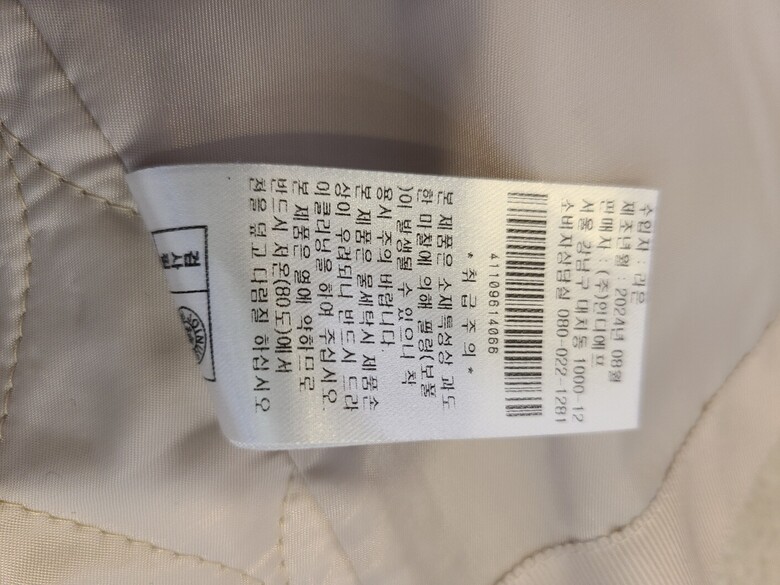 수입자 : 리온
제조년월 : 2024년 08월
판매사 : (주)인디에프
서울 강남구 대치동 1000-12
소비자상담실 080-022-1281
41109614066
* 취급주의 *
본 제품은 소재 특성상 과도
한 마찰에 의해 필링(보풀
)이 발생될 수 있으니 착
용시 주의 바랍니다.
본 제품은 물세탁시 제품손
상이 우려되니 반드시 드라
이크리닝을 하여 주십시오.
본 제품은 열에 약하므로
반드시 저온(80도)에서
천을 덮고 다림질 하십시오
검사필